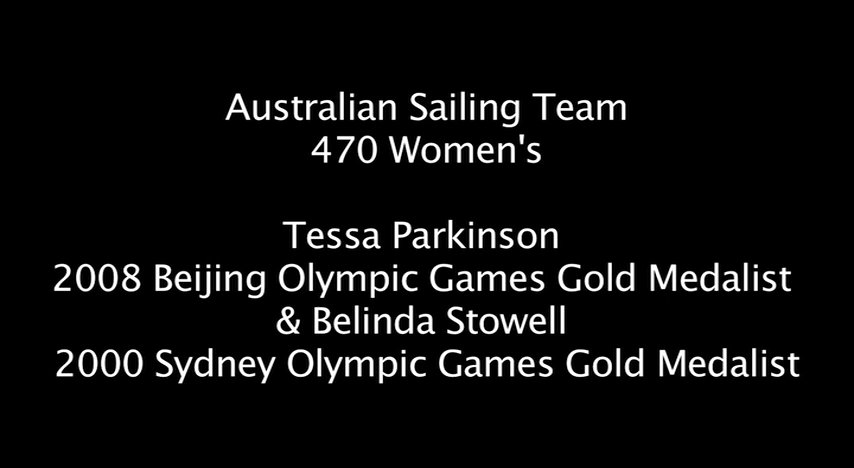 Australian Sailing Team
470 Women's
Tessa Parkinson
2008 Beijing Olympic Games Gold Medalist
& Belinda Stowell
2000 Sydney Olympic Games Gold Medalist